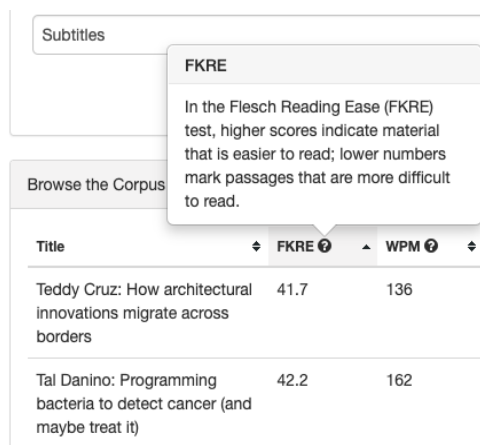 Subtitles
FKRE
In the Flesch Reading Ease (FKRE)
test, higher scores indicate material
that is easier to read; lower numbers
mark passages that are more difficult
to read.
Browse the Corpus
Title FKRE WPM
Teddy Cruz: How architectural 41.7 136
innovations migrate across
borders
Tal Danino: Programming 42.2 162
bacteria to detect cancer (and
maybe treat it)